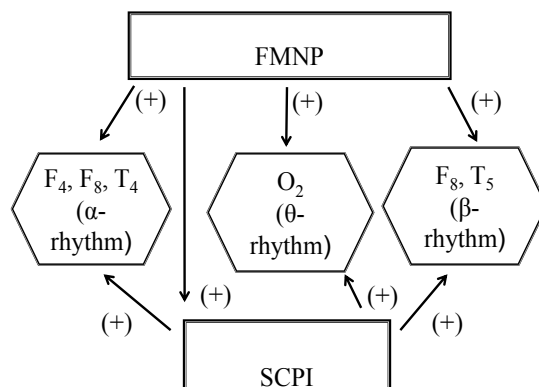 FMNP
(+) (+) (+)
F₄, F₈, T₄
(α-
rhythm)
O₂
(θ-
rhythm)
F₈, T₅
(β-
rhythm)
(+) (+)
(+) (+)
SCPI